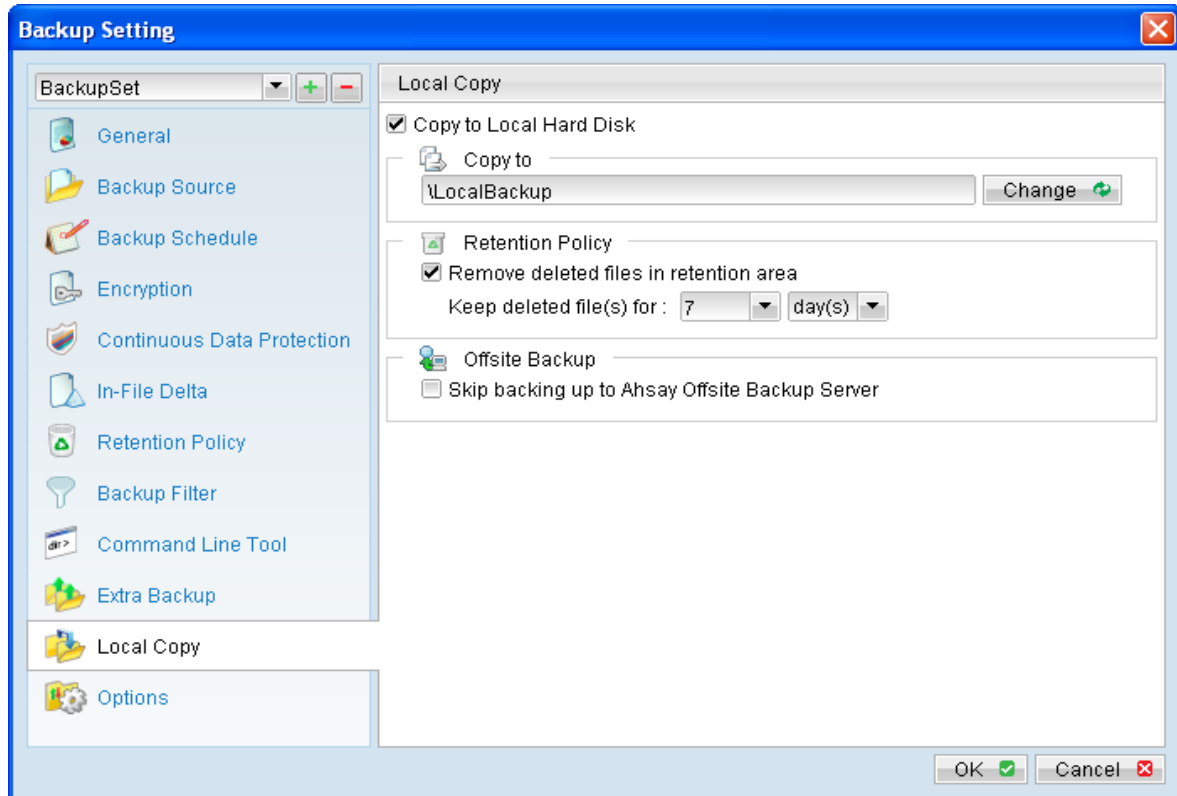 Backup Setting
BackupSet
General
Backup Source
Backup Schedule
Encryption
Continuous Data Protection
In-File Delta
Retention Policy
Backup Filter
dir >
Command Line Tool
Extra Backup
Local Copy
Options
Local Copy
Copy to Local Hard Disk
Copy to
\LocalBackup
Change
Retention Policy
Remove deleted files in retention area
Keep deleted file(s) for : 7 day(s)
Offsite Backup
Skip backing up to Ahsay Offsite Backup Server
OK Cancel